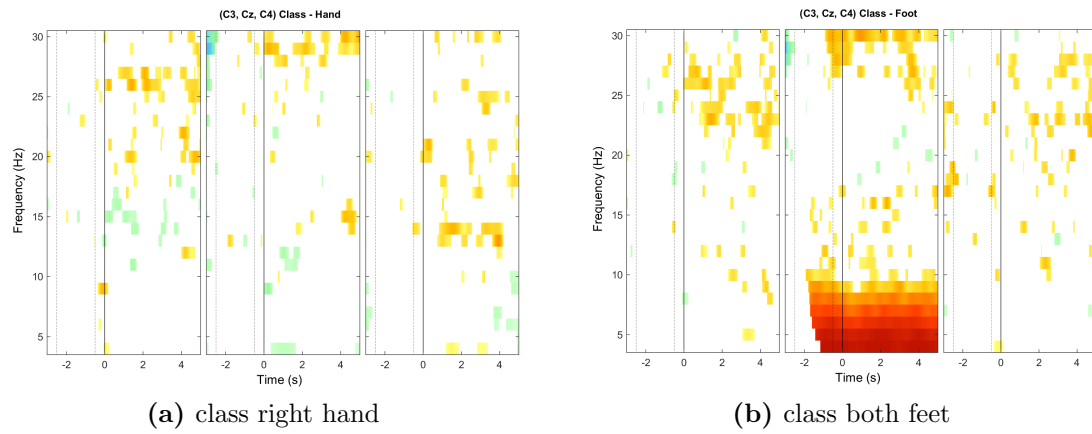 (C3, Cz, C4) Class - Hand
30
25
20
15
10
5
Frequency (Hz)
-2 0 2 4 -2 0 2 4 -2 0 2 4
Time (s)
(a) class right hand
(C3, Cz, C4) Class -Foot
30
25
20
15
10
5
Frequency (Hz)
-2 0 2 4 -2 0 2 4 -2 0 2 4
Time (s)
(b) class both feet